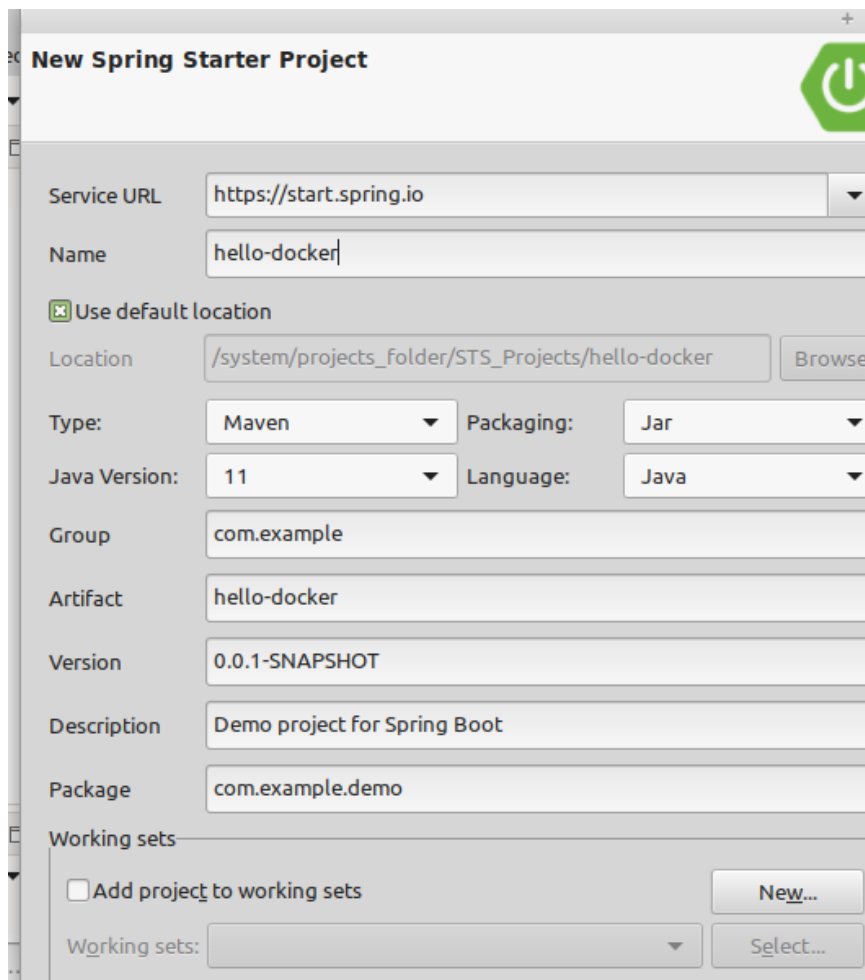 New Spring Starter Project
Service URL https://start.spring.io
Name hello-docker
Use default location
Location /system/projects_folder/STS_Projects/hello-docker Browse
Type: Maven Packaging: Jar
Java Version: 11 Language: Java
Group com.example
Artifact hello-docker
Version 0.0.1-SNAPSHOT
Description Demo project for Spring Boot
Package com.example.demo
Working sets
Add project to working sets New...
Working sets: Select...